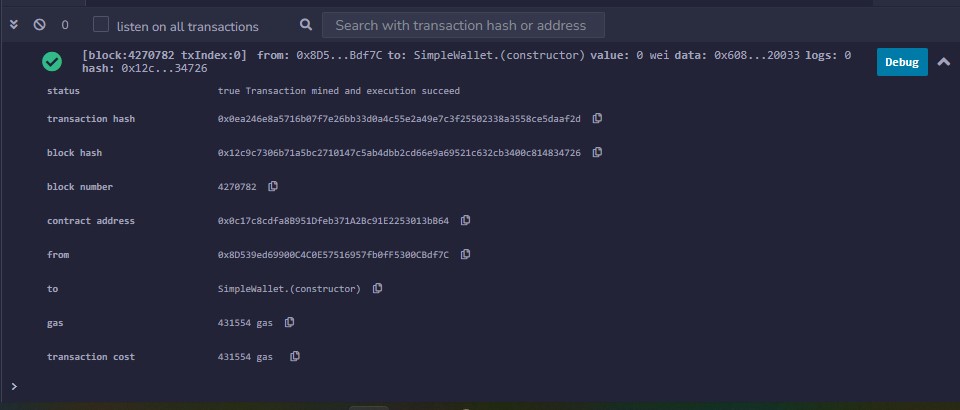 0 listen on all transactions Search with transaction hash or address
[block:4270782 txIndex:0] from: 0x8D5...Bdf7C to: SimpleWallet.(constructor) value: 0 wei data: 0x608...20033 logs: 0 Debug
hash: 0x12c...34726
status true Transaction mined and execution succeed
transaction hash 0x0ea246e8a5716b07f7e26bb33d0a4c55e2a49e7c3f25502338a3558ce5daaf2d
block hash 0x12c9c7306b71a5bc2710147c5ab4dbb2cd66e9a69521c632cb3400c814834726
block number 4270782
contract address 0x0c17c8cdfa8B951Dfeb371A2Bc91E2253013bB64
from 0x8D539ed69900C4C0E57516957fb0fF5300CBdf7C
to SimpleWallet.(constructor)
gas 431554 gas
transaction cost 431554 gas
>